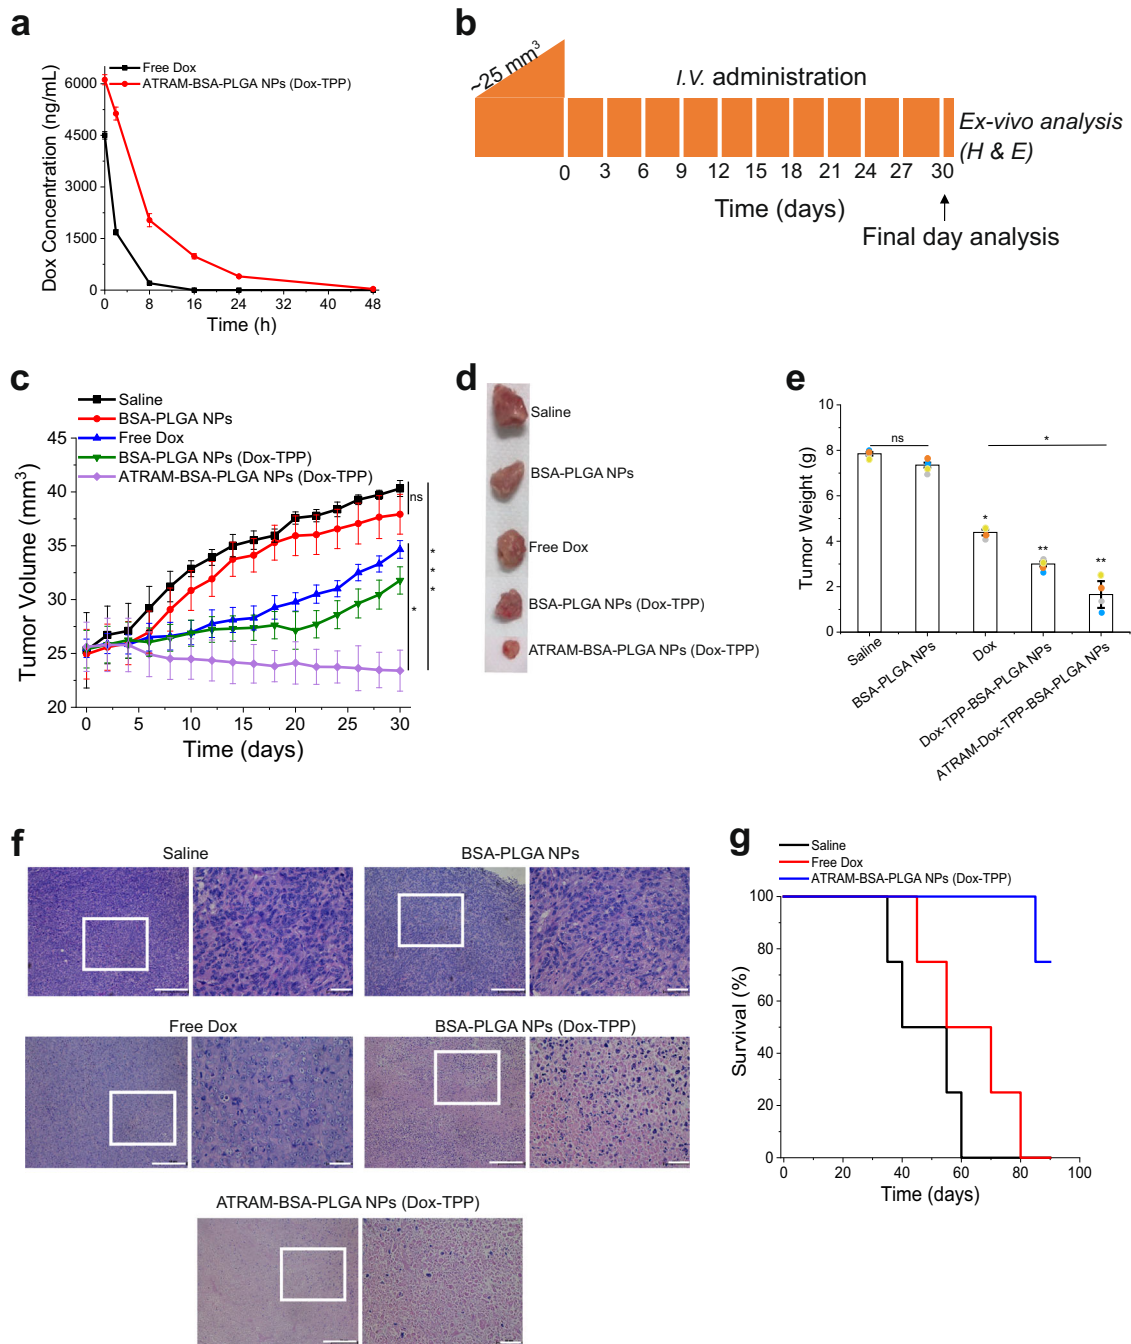 a
Free Dox
ATRAM-BSA-PLGA NPs (Dox-TPP)
Dox Concentration (ng/mL)
6000
4500
3000
1500
0
0 8 16 24 32 40 48
Time (h)
b
~25 mm³
I.V. administration
Ex-vivo analysis
(H & E)
0 3 6 9 12 15 18 21 24 27 30
Time (days)
Final day analysis
c
Saline
BSA-PLGA NPs
Free Dox
BSA-PLGA NPs (Dox-TPP)
ATRAM-BSA-PLGA NPs (Dox-TPP)
Tumor Volume (mm³)
45
40
35
30
25
20
0 5 10 15 20 25 30
Time (days)
ns
*
*
*
*
d
Saline
BSA-PLGA NPs
Free Dox
BSA-PLGA NPs (Dox-TPP)
ATRAM-BSA-PLGA NPs (Dox-TPP)
e
Tumor Weight (g)
10
8
6
4
2
0
ns
*
*
**
**
Saline
BSA-PLGA NPs
Dox
Dox-TPP-BSA-PLGA NPs
ATRAM-Dox-TPP-BSA-PLGA NPs
f
Saline
BSA-PLGA NPs
Free Dox
BSA-PLGA NPs (Dox-TPP)
ATRAM-BSA-PLGA NPs (Dox-TPP)
g
Saline
Free Dox
ATRAM-BSA-PLGA NPs (Dox-TPP)
Survival (%)
100
80
60
40
20
0
0 20 40 60 80 100
Time (days)